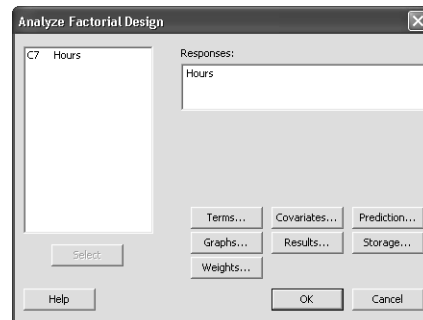 Analyze Factorial Design
C7 Hours
Responses:
Hours
Terms... Covariates... Prediction...
Graphs... Results... Storage...
Select
Weights...
Help OK Cancel